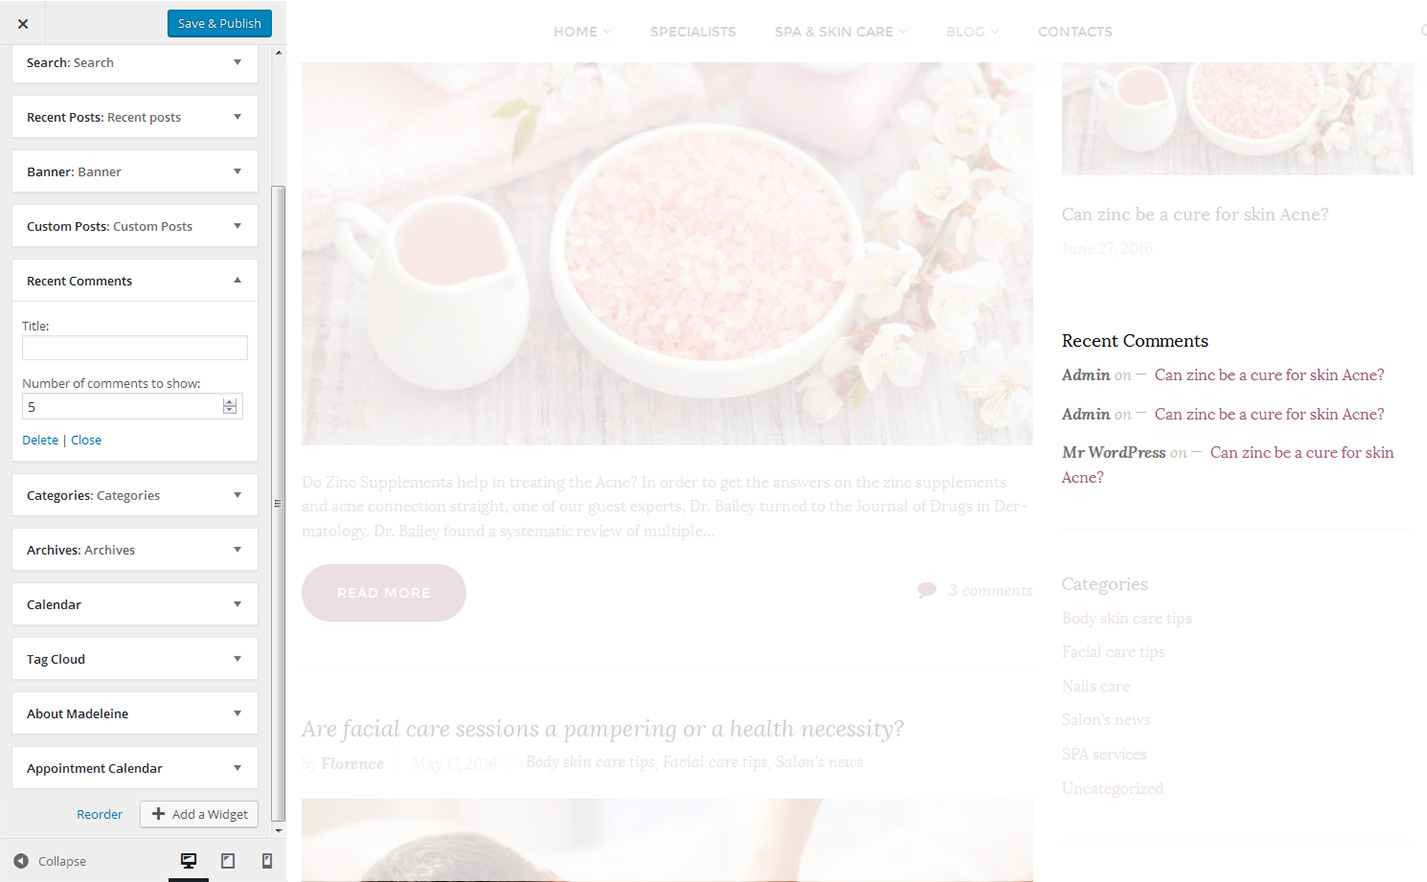 Save & Publish
Search: Search
Recent Posts: Recent posts
Banner: Banner
Custom Posts: Custom Posts
Recent Comments
Title:
Number of comments to show:
5
Delete | Close
Categories: Categories
Archives: Archives
Calendar
Tag Cloud
About Madeleine
Appointment Calendar
Reorder
Add a Widget
Collapse
HOME SPECIALISTS SPA & SKIN CARE BLOG CONTACTS
Do Zinc Supplements help in treating the Acne? In order to get the answers on the zinc supplements
and acne connection straight, one of our guest experts, Dr. Bailey turned to the Journal of Drugs in Der-
matology. Dr. Bailey found a systematic review of multiple...
READ MORE
3 comments
Are facial care sessions a pampering or a health necessity?
by Florence May 17, 2016 Body skin care tips, Facial care tips, Salon's news
Can zinc be a cure for skin Acne?
June 27, 2016
Recent Comments
Admin on — Can zinc be a cure for skin Acne?
Admin on — Can zinc be a cure for skin Acne?
Mr WordPress on — Can zinc be a cure for skin
Acne?
Categories
Body skin care tips
Facial care tips
Nails care
Salon's news
SPA services
Uncategorized